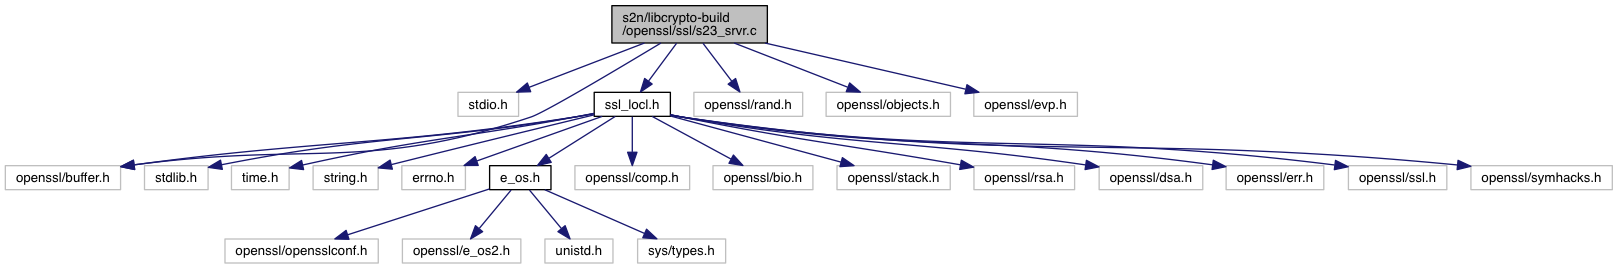 s2n/libcrypto-build
/openssl/ssl/s23_srvr.c
stdio.h
ssl_locl.h
openssl/rand.h
openssl/objects.h
openssl/evp.h
openssl/buffer.h
stdlib.h
time.h
string.h
errno.h
e_os.h
openssl/comp.h
openssl/bio.h
openssl/stack.h
openssl/rsa.h
openssl/dsa.h
openssl/err.h
openssl/ssl.h
openssl/symhacks.h
openssl/opensslconf.h
openssl/e_os2.h
unistd.h
sys/types.h